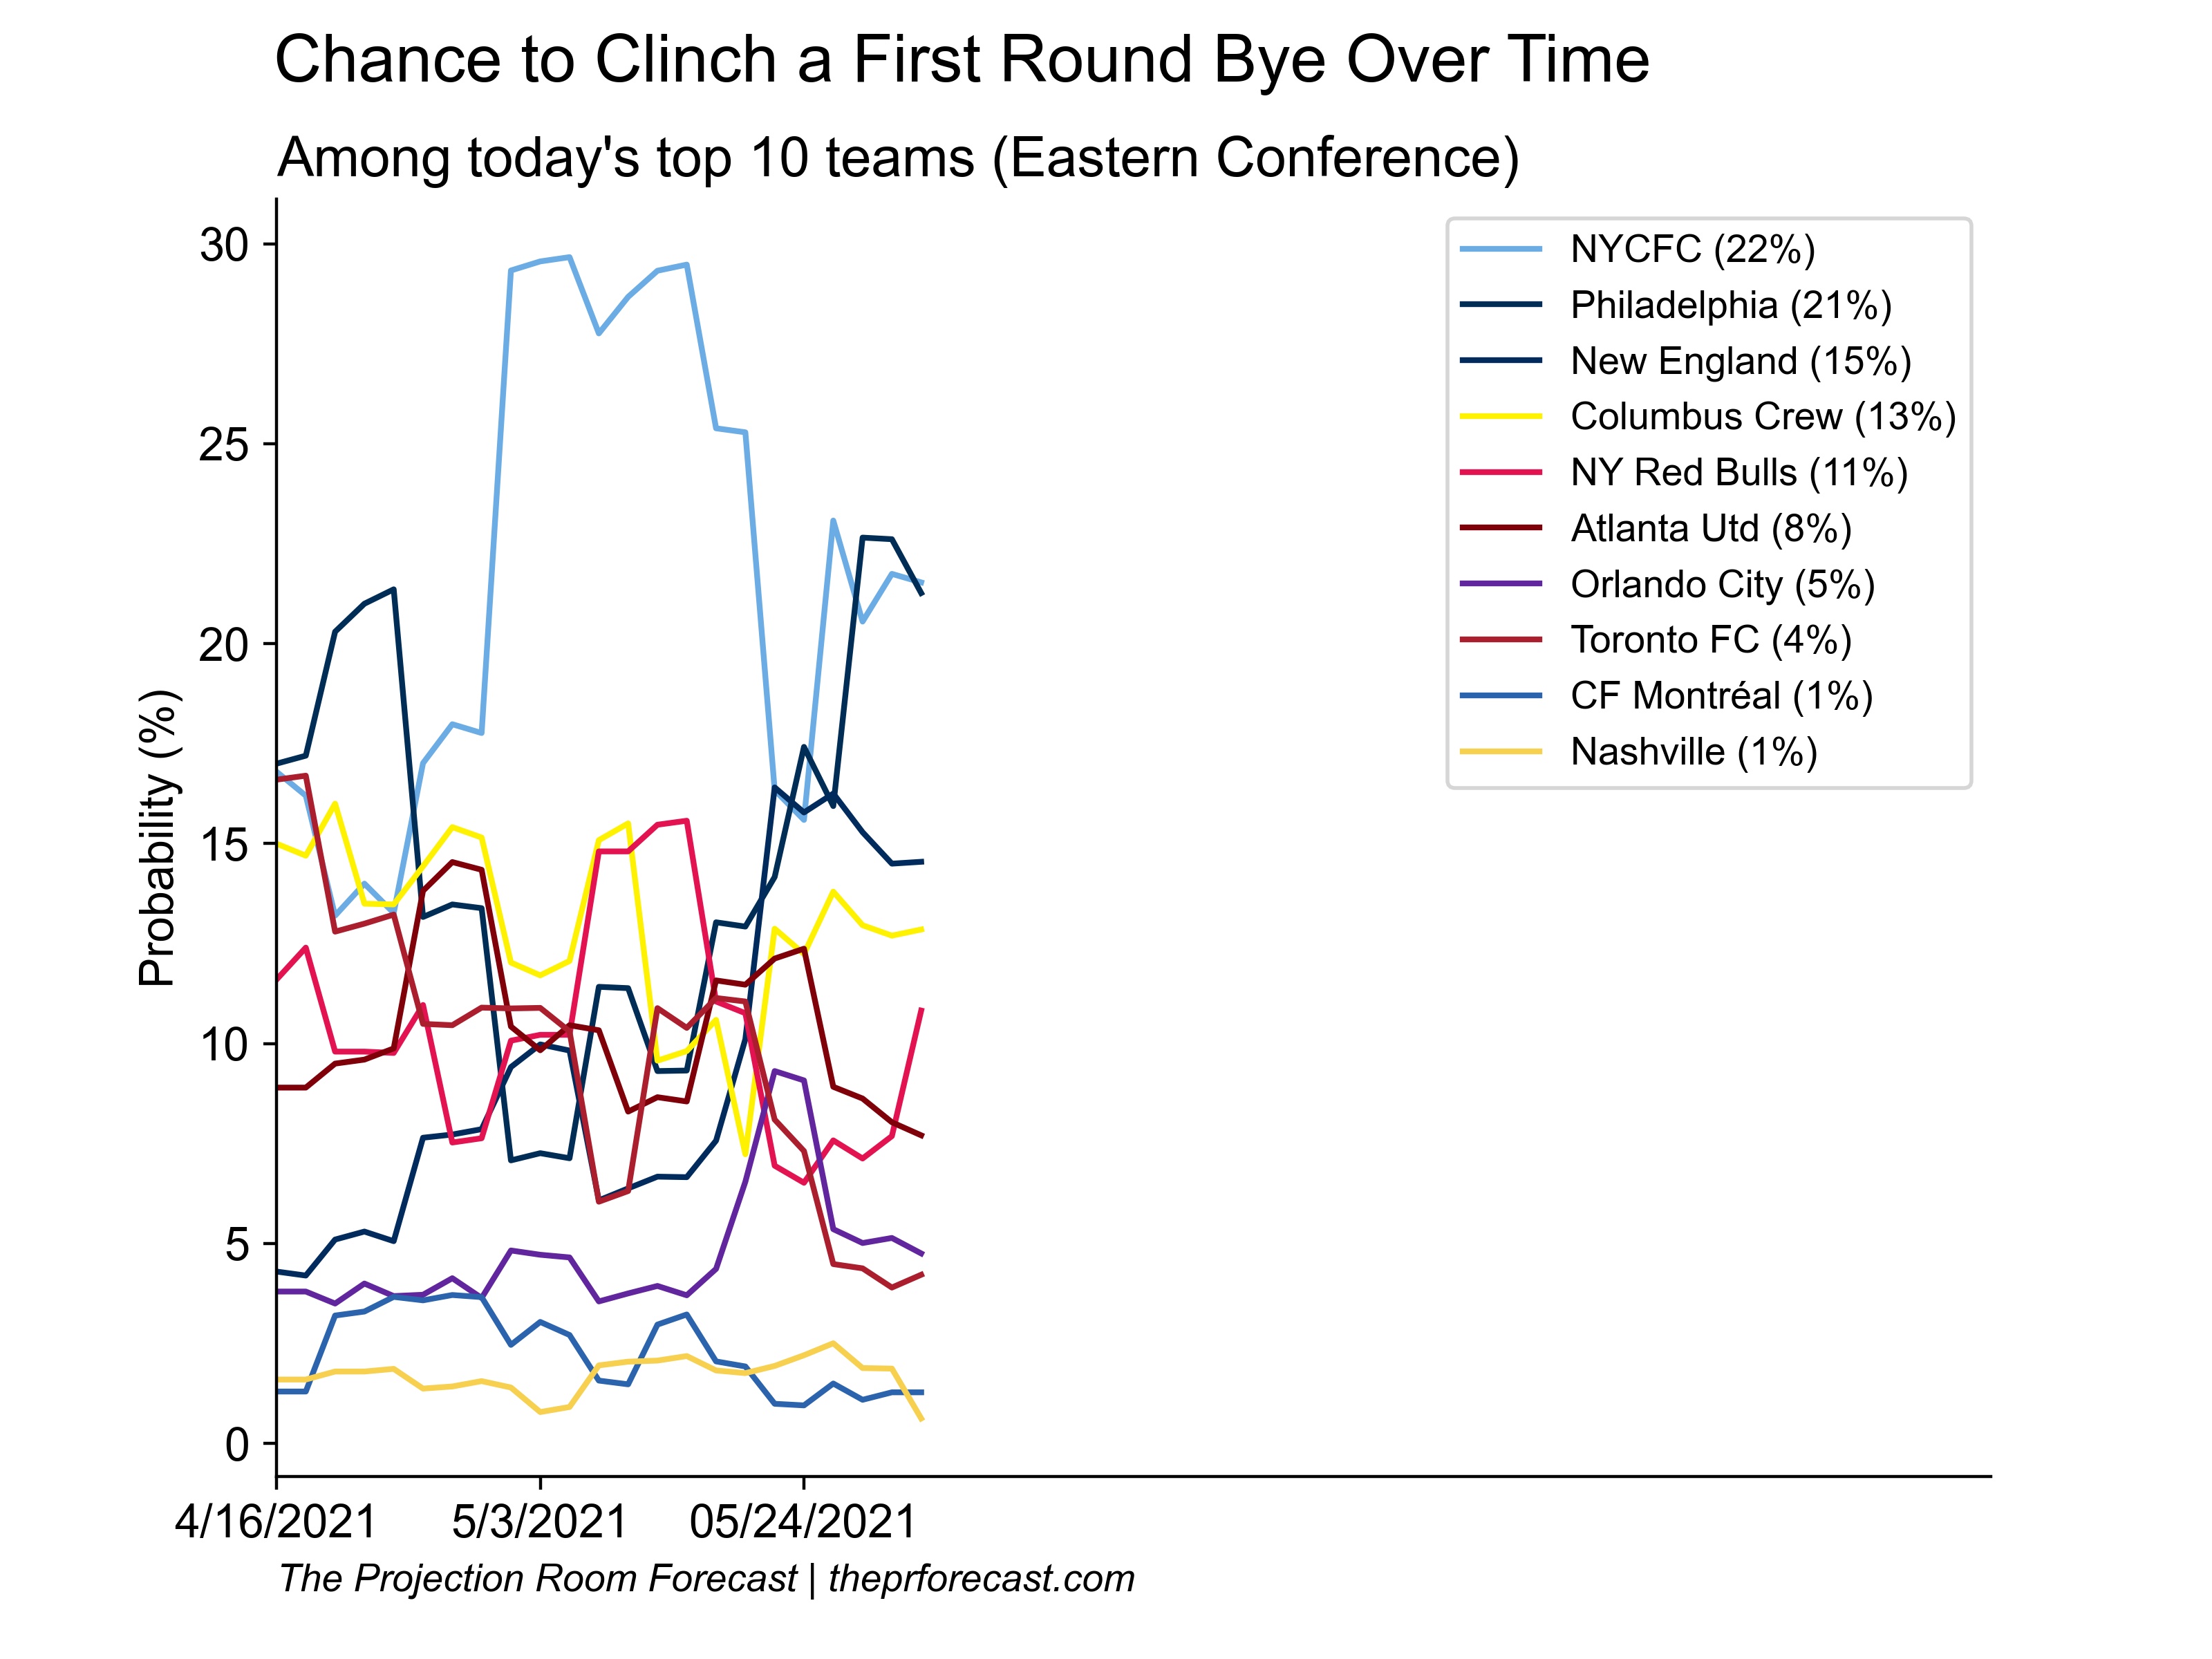 Chance to Clinch a First Round Bye Over Time
Among today's top 10 teams (Eastern Conference)
Probability (%)
30
25
20
15
10
5
0
NYCFC (22%)
Philadelphia (21%)
New England (15%)
Columbus Crew (13%)
NY Red Bulls (11%)
Atlanta Utd (8%)
Orlando City (5%)
Toronto FC (4%)
CF Montréal (1%)
Nashville (1%)
4/16/2021 5/3/2021 05/24/2021
The Projection Room Forecast | theprforecast.com